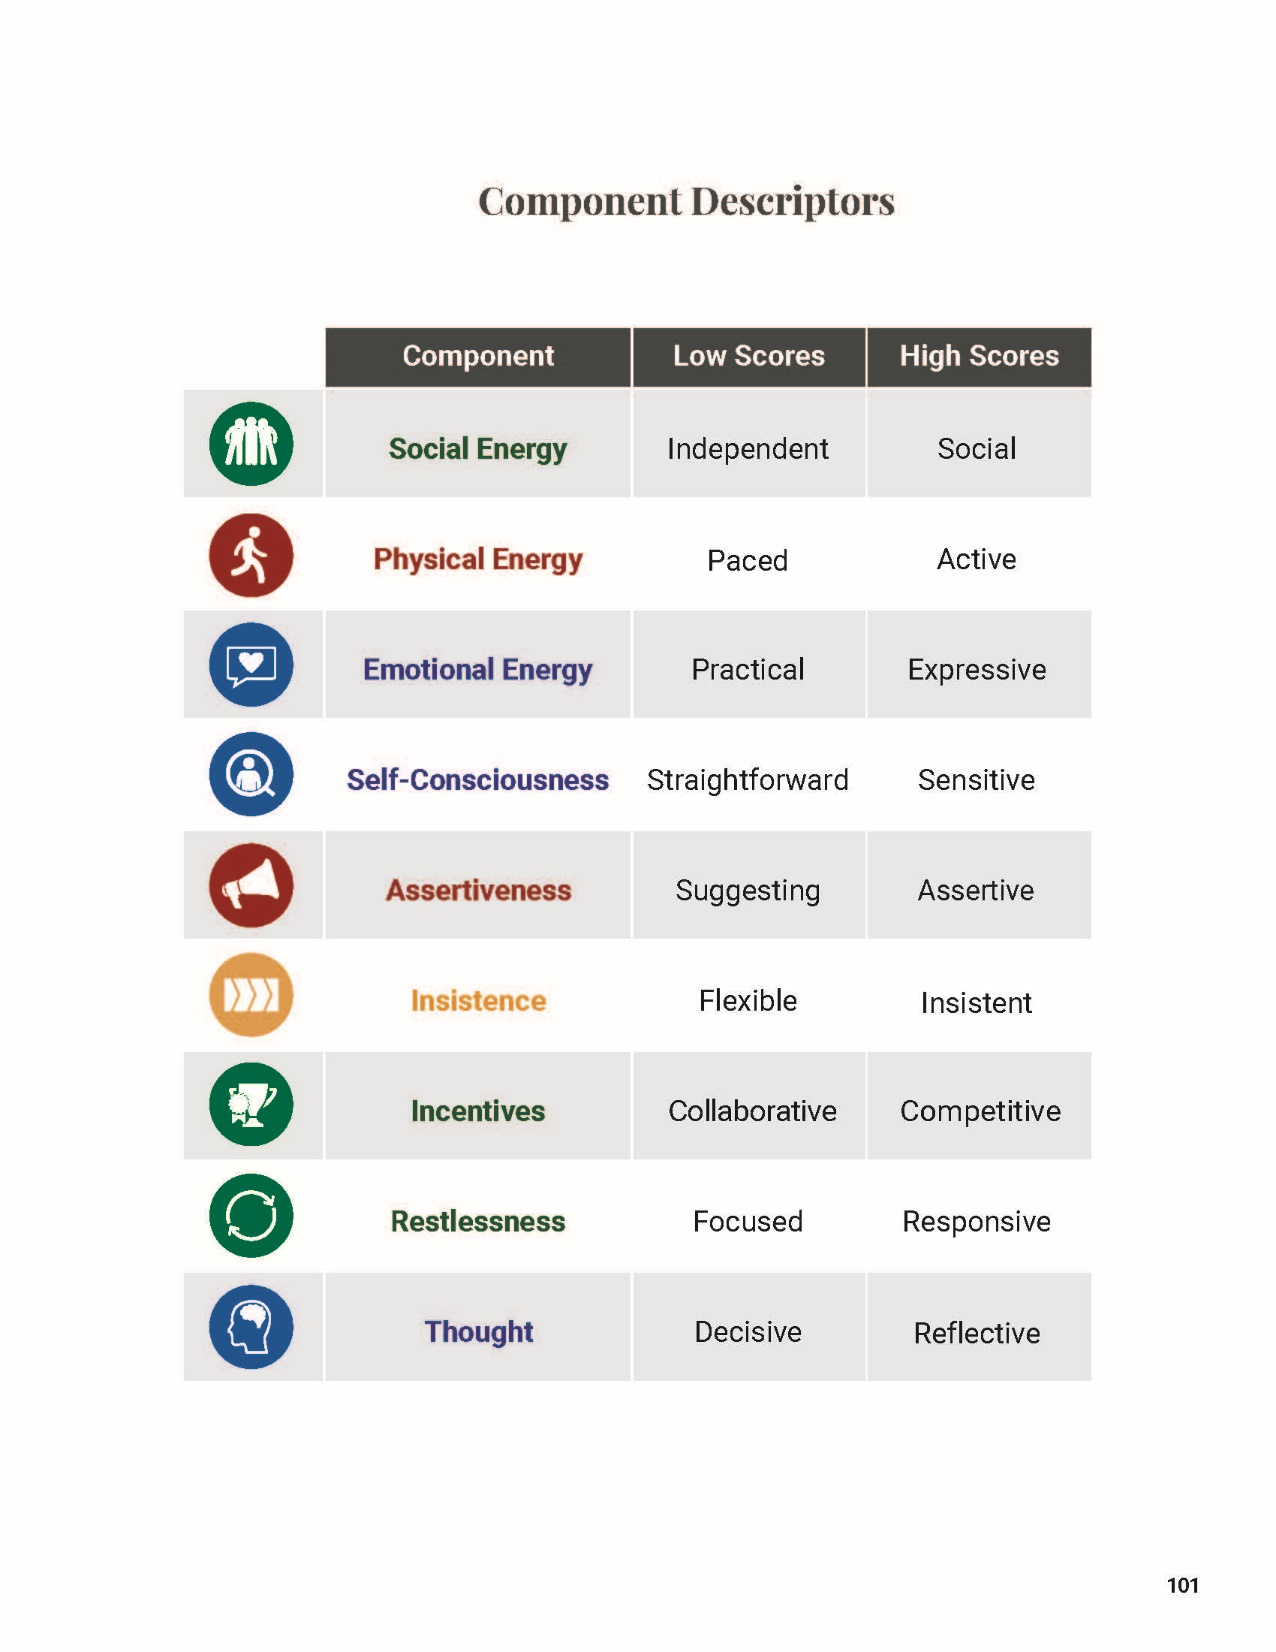 Component Descriptors
Component Low Scores High Scores
Social Energy Independent Social
Physical Energy Paced Active
Emotional Energy Practical Expressive
Self-Consciousness Straightforward Sensitive
Assertiveness Suggesting Assertive
Insistence Flexible Insistent
Incentives Collaborative Competitive
Restlessness Focused Responsive
Thought Decisive Reflective
101